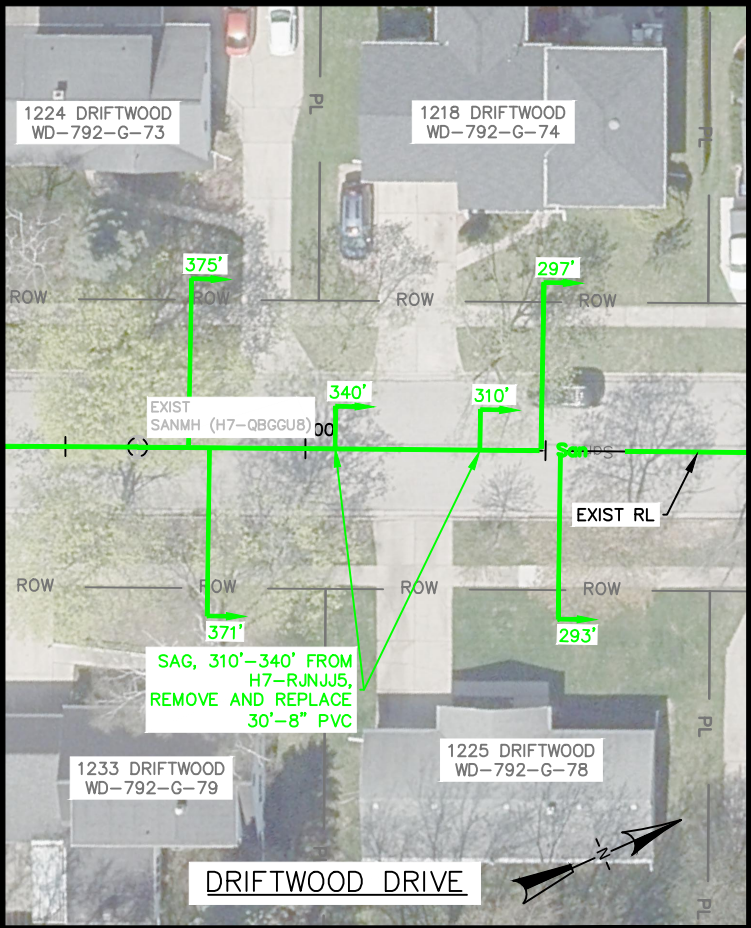 PL
1224 DRIFTWOOD
WD-792-G-73
1218 DRIFTWOOD
WD-792-G-74
PL
375'
297'
ROW
ROW
ROW
ROW
340'
310'
EXIST
SANMH (H7-QBGGU8)
00
San
EXIST RL
ROW
ROW
ROW
ROW
371'
293'
SAG, 310'-340' FROM
H7-RJNJJ5,
REMOVE AND REPLACE
30'-8" PVC
PL
1225 DRIFTWOOD
WD-792-G-78
1233 DRIFTWOOD
WD-792-G-79
N
DRIFTWOOD DRIVE
PL